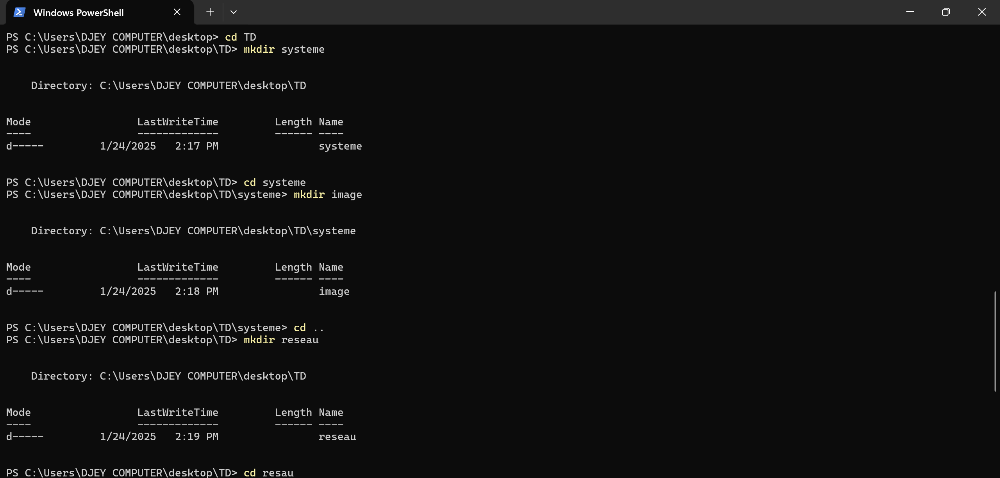 Windows PowerShell
PS C:\Users\DJEY COMPUTER\desktop> cd TD
PS C:\Users\DJEY COMPUTER\desktop\TD> mkdir systeme
Directory: C:\Users\DJEY COMPUTER\desktop\TD
Mode LastWriteTime Length Name
---- ------------- ------ ----
d----- 1/24/2025 2:17 PM systeme
PS C:\Users\DJEY COMPUTER\desktop\TD> cd systeme
PS C:\Users\DJEY COMPUTER\desktop\TD\systeme> mkdir image
Directory: C:\Users\DJEY COMPUTER\desktop\TD\systeme
Mode LastWriteTime Length Name
---- ------------- ------ ----
d----- 1/24/2025 2:18 PM image
PS C:\Users\DJEY COMPUTER\desktop\TD\systeme> cd ..
PS C:\Users\DJEY COMPUTER\desktop\TD> mkdir reseau
Directory: C:\Users\DJEY COMPUTER\desktop\TD
Mode LastWriteTime Length Name
---- ------------- ------ ----
d----- 1/24/2025 2:19 PM reseau
PS C:\Users\DJEY COMPUTER\desktop\TD> cd resau